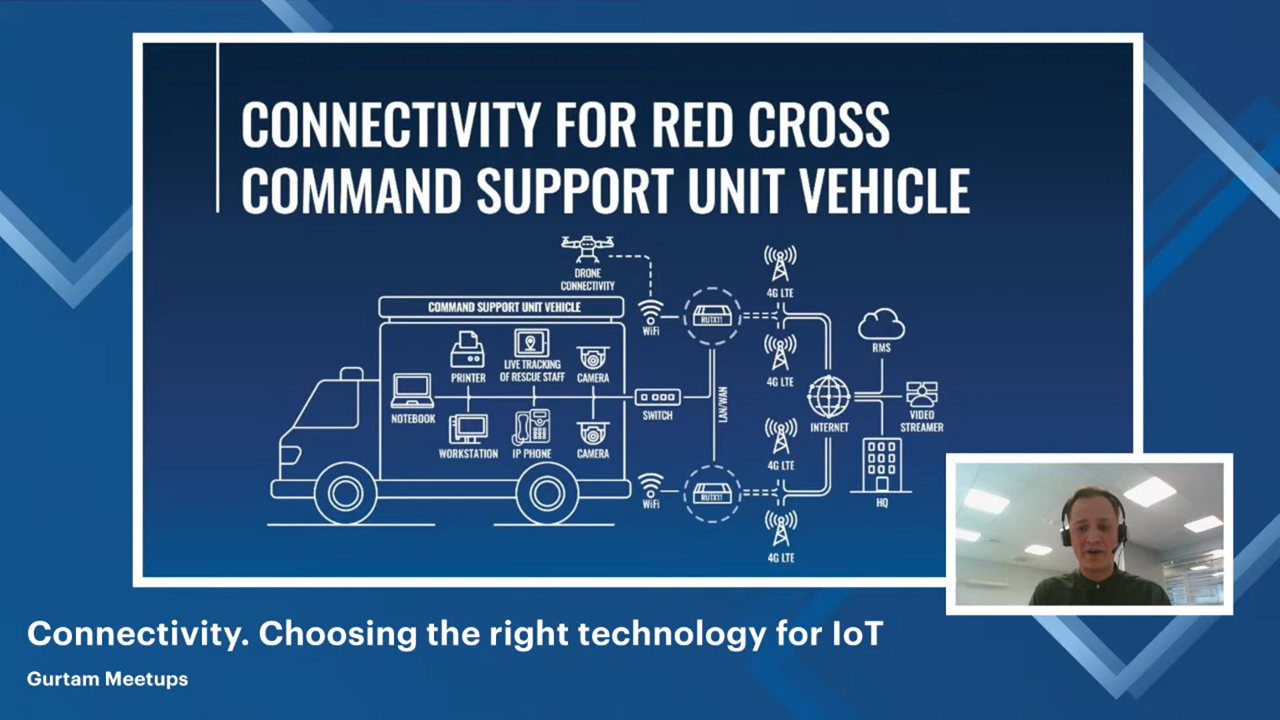 CONNECTIVITY FOR RED CROSS
COMMAND SUPPORT UNIT VEHICLE
DRONE
CONNECTIVITY
4G LTE
COMMAND SUPPORT UNIT VEHICLE
WiFi
RUTX11
PRINTER
LIVE TRACKING
OF RESCUE STAFF
CAMERA
4G LTE
RMS
NOTEBOOK
SWITCH
LAN/WAN
INTERNET
VIDEO
STREAMER
WORKSTATION
IP PHONE
CAMERA
4G LTE
WiFi
RUTX11
HQ
4G LTE
Connectivity. Choosing the right technology for IoT
Gurtam Meetups